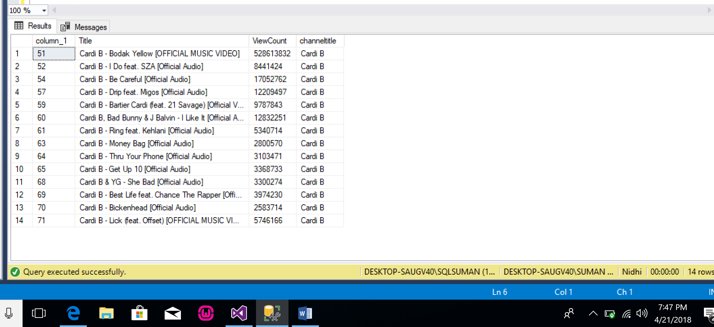 100 %
Results Messages
column_1 Title ViewCount channeltitle
1 51 Cardi B - Bodak Yellow [OFFICIAL MUSIC VIDEO] 528613832 Cardi B
2 52 Cardi B - I Do feat. SZA [Official Audio] 8441424 Cardi B
3 54 Cardi B - Be Careful [Official Audio] 17052762 Cardi B
4 57 Cardi B - Drip feat. Migos [Official Audio] 12209497 Cardi B
5 59 Cardi B - Bartier Cardi (feat. 21 Savage) [Official V... 9787843 Cardi B
6 60 Cardi B, Bad Bunny & J Balvin - I Like It [Official A... 12832251 Cardi B
7 61 Cardi B - Ring feat. Kehlani [Official Audio] 5340714 Cardi B
8 63 Cardi B - Money Bag [Official Audio] 2800570 Cardi B
9 64 Cardi B - Thru Your Phone [Official Audio] 3103471 Cardi B
10 65 Cardi B - Get Up 10 [Official Audio] 3368733 Cardi B
11 68 Cardi B & YG - She Bad [Official Audio] 3300274 Cardi B
12 69 Cardi B - Best Life feat. Chance The Rapper [Offi... 3974230 Cardi B
13 70 Cardi B - Bickenhead [Official Audio] 2583714 Cardi B
14 71 Cardi B - Lick (feat. Offset) [OFFICIAL MUSIC VI... 5746166 Cardi B
Query executed successfully. DESKTOP-SAUGV40\SQLSUMAN (1... DESKTOP-SAUGV40\SUMAN ... Nidhi 00:00:00 14 rows
Ln 6 Col 1 Ch 1 IN
7:47 PM
4/21/2018